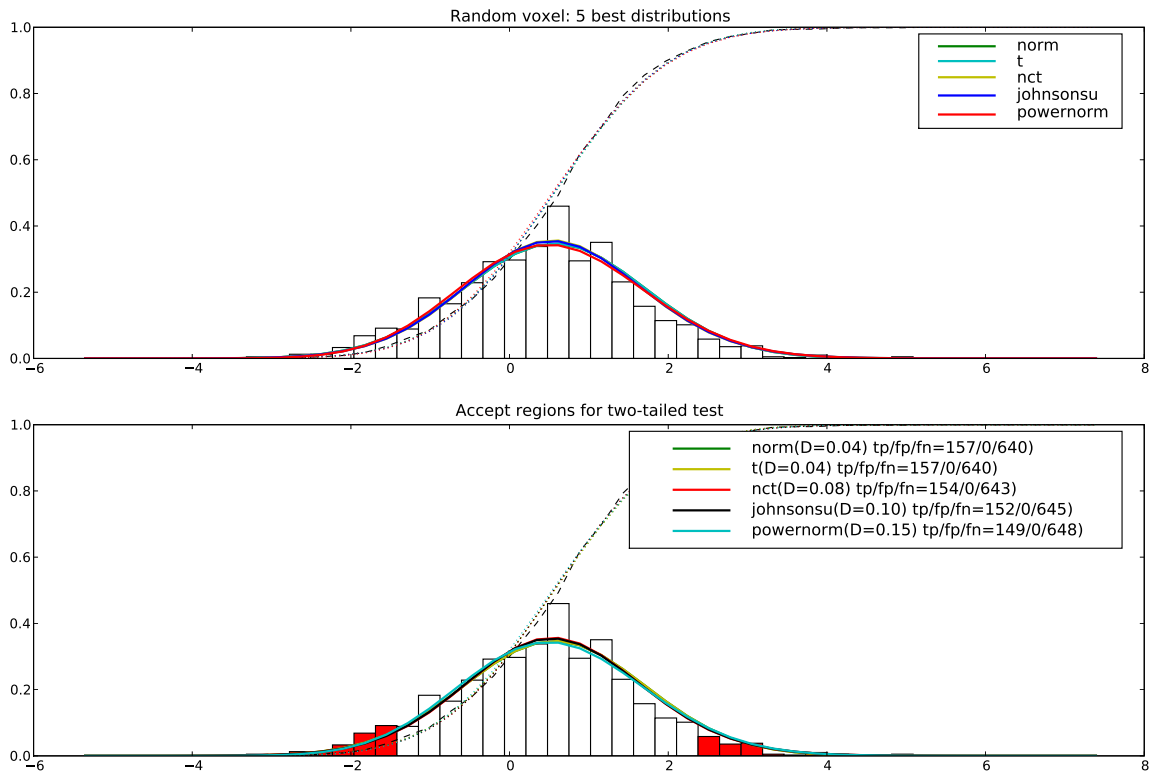 Random voxel: 5 best distributions
1.0
0.8
0.6
0.4
0.2
0.0
−6
−4
−2
0
2
4
6
8
norm
t
nct
johnsonsu
powernorm
Accept regions for two-tailed test
1.0
0.8
0.6
0.4
0.2
0.0
−6
−4
−2
0
2
4
6
8
norm(D=0.04) tp/fp/fn=157/0/640)
t(D=0.04) tp/fp/fn=157/0/640)
nct(D=0.08) tp/fp/fn=154/0/643)
johnsonsu(D=0.10) tp/fp/fn=152/0/645)
powernorm(D=0.15) tp/fp/fn=149/0/648)